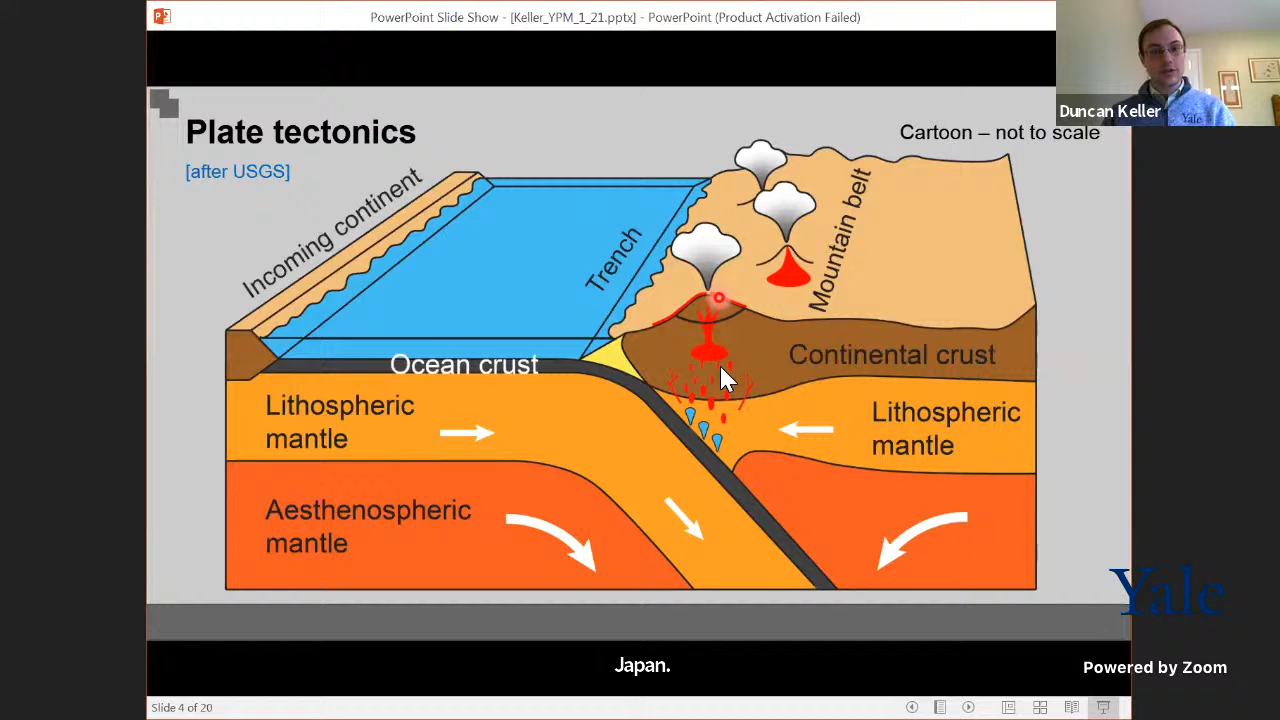 PowerPoint Slide Show - [Keller_YPM_1_21.pptx] - PowerPoint (Product Activation Failed)
Duncan Keller
Yale
Plate tectonics
Cartoon – not to scale
[after USGS]
Incoming continent
Trench
Mountain belt
Ocean crust
Continental crust
Lithospheric
mantle
Lithospheric
mantle
Aesthenospheric
mantle
Yale
Japan.
Powered by Zoom
Slide 4 of 20